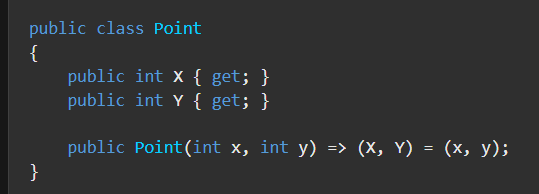 public class Point
{
    public int X { get; }
    public int Y { get; }

    public Point(int x, int y) => (X, Y) = (x, y);
}